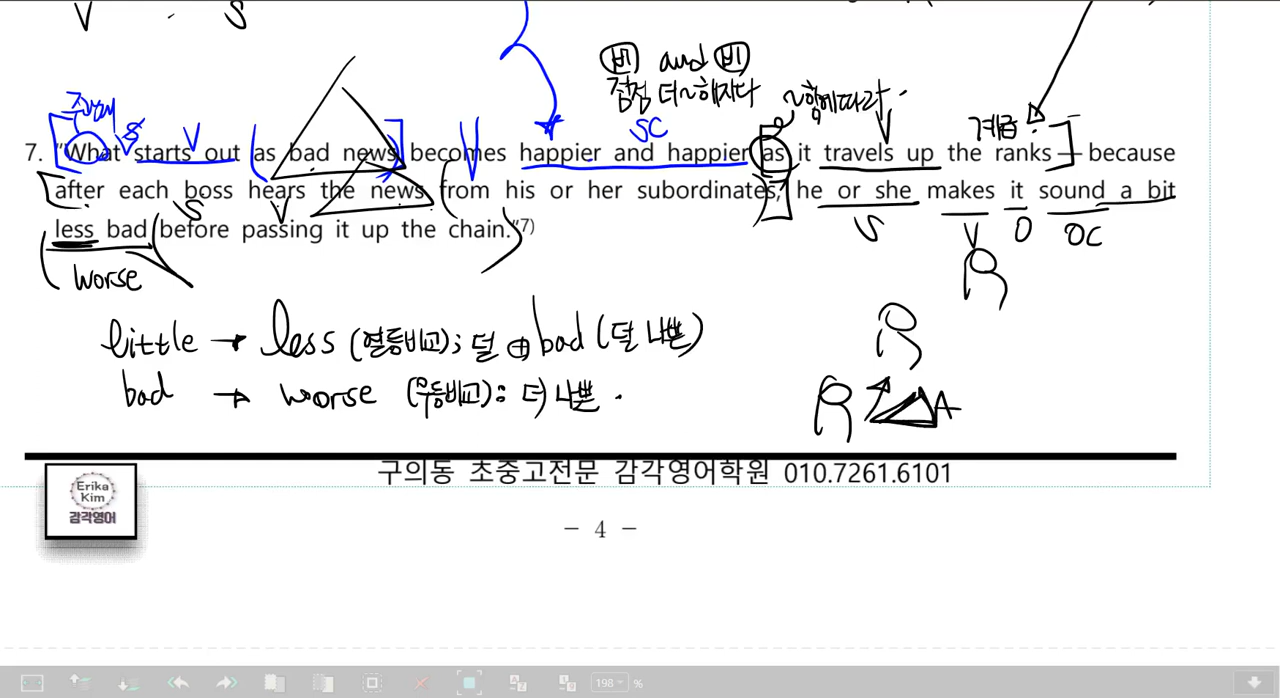 V S
비 and 비
점점 더~해지다
~함에따라.
주어 V S V V SC V 계급
7. "What starts out as bad news becomes happier and happier as it travels up the ranks — because
after each boss hears the news from his or her subordinates, he or she makes it sound a bit
S V S V O OC
less bad before passing it up the chain."7)
worse
little → less (열등비교); 덜 ⊕ bad (덜 나쁜)
bad → worse (우등비교): 더 나쁜.
A
구의동 초중고전문 감각영어학원 010.7261.6101
Erika
Kim
감각영어
- 4 -
198 %